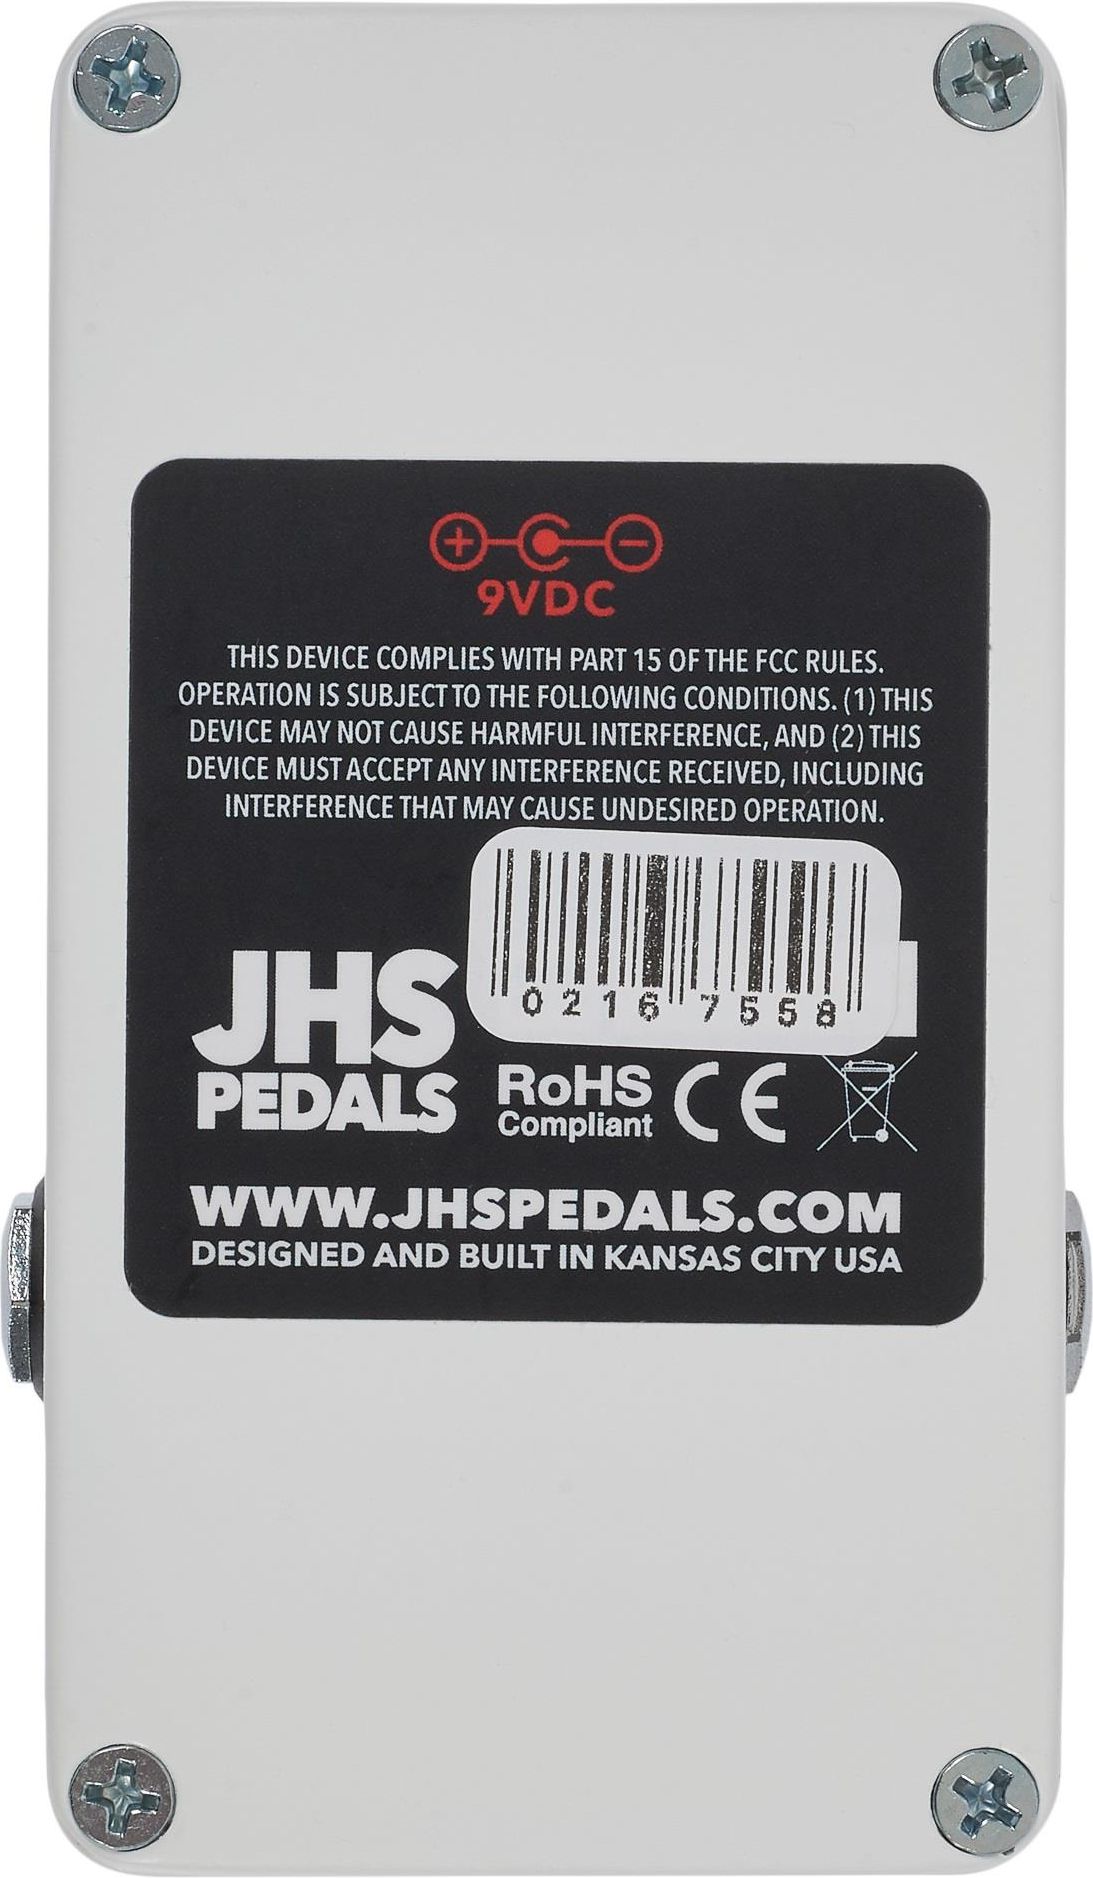 9VDC
THIS DEVICE COMPLIES WITH PART 15 OF THE FCC RULES.
OPERATION IS SUBJECT TO THE FOLLOWING CONDITIONS. (1) THIS
DEVICE MAY NOT CAUSE HARMFUL INTERFERENCE, AND (2) THIS
DEVICE MUST ACCEPT ANY INTERFERENCE RECEIVED, INCLUDING
INTERFERENCE THAT MAY CAUSE UNDESIRED OPERATION.
0216 7558
JHS
PEDALS
RoHS
Compliant
CE
WWW.JHSPEDALS.COM
DESIGNED AND BUILT IN KANSAS CITY USA